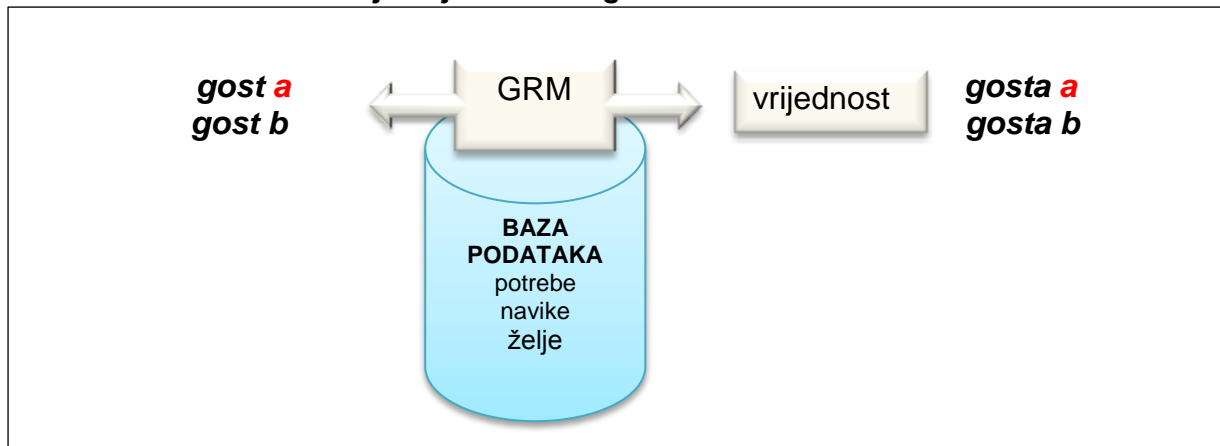 gost a
gost b
GRM
vrijednost
gosta a
gosta b
BAZA
PODATAKA
potrebe
navike
želje